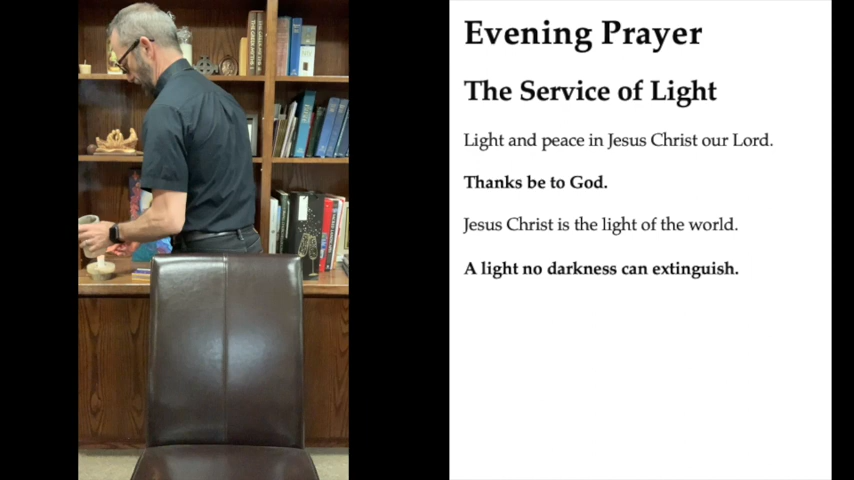 Evening Prayer
The Service of Light
Light and peace in Jesus Christ our Lord.
Thanks be to God.
Jesus Christ is the light of the world.
A light no darkness can extinguish.